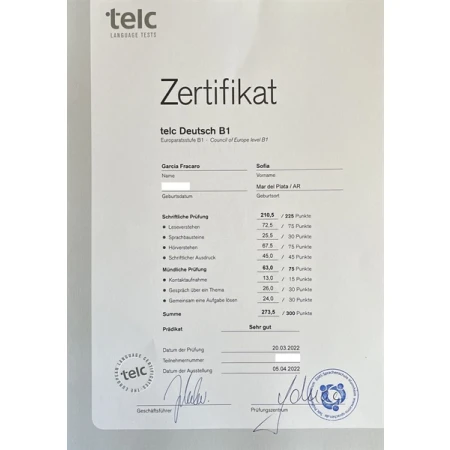 telc
LANGUAGE TESTS
Zertifikat
telc Deutsch B1
Europaratsstufe B1 · Council of Europe level B1
Garcia Fracaro Sofia
Name Vorname
Mar del Plata / AR
Geburtsdatum Geburtsort
Schriftliche Prüfung 210,5 / 225 Punkte
Leseverstehen 72,5 / 75 Punkte
Sprachbausteine 25,5 / 30 Punkte
Hörverstehen 67,5 / 75 Punkte
Schriftlicher Ausdruck 45,0 / 45 Punkte
Mündliche Prüfung 63,0 / 75 Punkte
Kontaktaufnahme 13,0 / 15 Punkte
Gespräch über ein Thema 26,0 / 30 Punkte
Gemeinsam eine Aufgabe lösen 24,0 / 30 Punkte
Summe 273,5 / 300 Punkte
Prädikat Sehr gut
Datum der Prüfung 20.03.2022
Teilnehmernummer
Datum der Ausstellung 05.04.2022
THE EUROPEAN LANGUAGE CERTIFICATES
telc
Geschäftsführer Prüfungszentrum